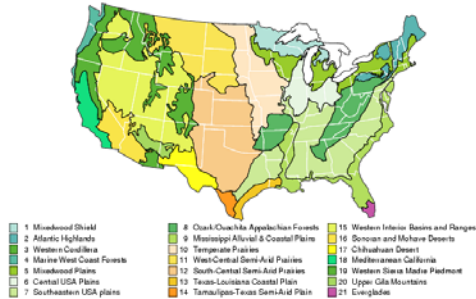 1 Mixedwood Shield
2 Atlantic Highlands
3 Western Cordillera
4 Marine West Coast Forests
5 Mixedwood Plains
6 Central USA Plains
7 Southeastern USA plains
8 Ozark/Ouachita Appalachian Forests
9 Mississippi Alluvial & Coastal Plains
10 Temperate Prairies
11 West-Central Semi-Arid Prairies
12 South-Central Semi-Arid Prairies
13 Texas-Louisiana Coastal Plain
14 Tamaulipas-Texas Semi-Arid Plain
15 Western Interior Basins and Ranges
16 Sonoran and Mohave Deserts
17 Chihuahuan Desert
18 Mediterranean California
19 Western Sierra Madre Piedmont
20 Upper Gila Mountains
21 Everglades